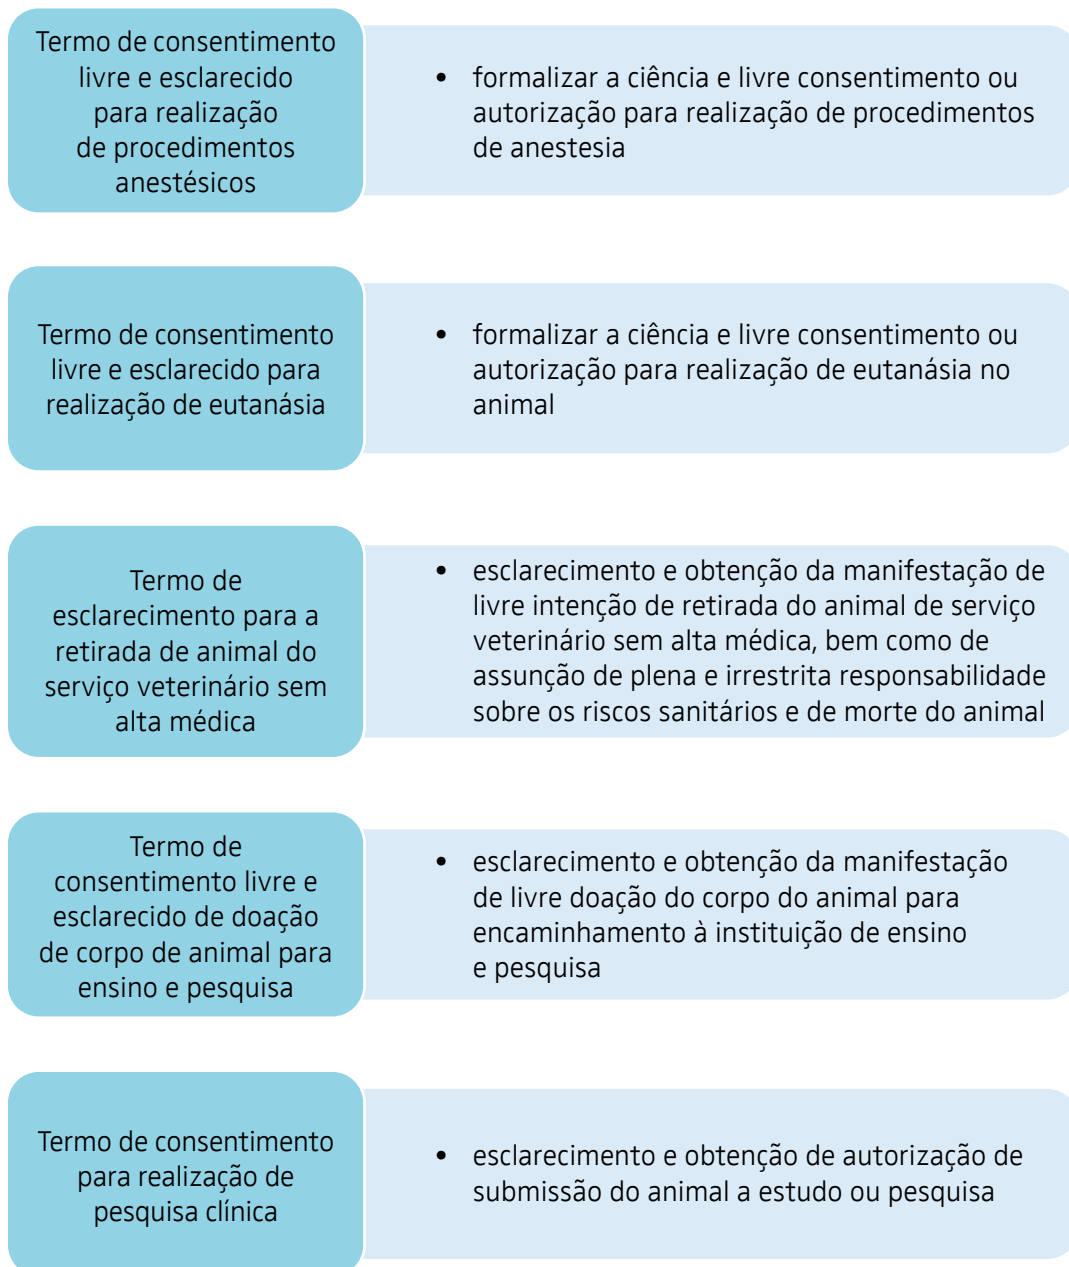 Termo de consentimento
livre e esclarecido
para realização
de procedimentos
anestésicos
• formalizar a ciência e livre consentimento ou
autorização para realização de procedimentos
de anestesia
Termo de consentimento
livre e esclarecido para
realização de eutanásia
• formalizar a ciência e livre consentimento ou
autorização para realização de eutanásia no
animal
Termo de
esclarecimento para a
retirada de animal do
serviço veterinário sem
alta médica
• esclarecimento e obtenção da manifestação de
livre intenção de retirada do animal de serviço
veterinário sem alta médica, bem como de
assunção de plena e irrestrita responsabilidade
sobre os riscos sanitários e de morte do animal
Termo de
consentimento livre e
esclarecido de doação
de corpo de animal para
ensino e pesquisa
• esclarecimento e obtenção da manifestação
de livre doação do corpo do animal para
encaminhamento à instituição de ensino
e pesquisa
Termo de consentimento
para realização de
pesquisa clínica
• esclarecimento e obtenção de autorização de
submissão do animal a estudo ou pesquisa